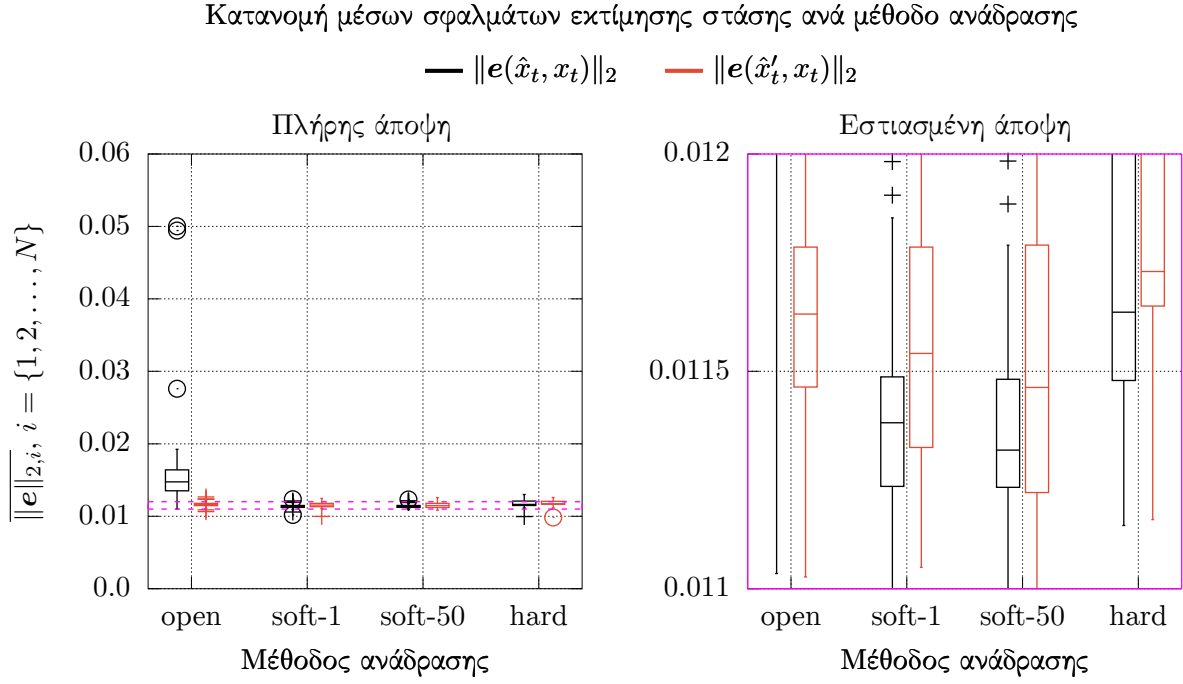 Κατανομή μέσων σφαλμάτων εκτίμησης στάσης ανά μέθοδο ανάδρασης
‖e(x̂ₜ, xₜ)‖₂ ‖e(x̂′ₜ, xₜ)‖₂
Πλήρης άποψη
0.06
0.05
0.04
0.03
0.02
0.01
0.0
‖e‖₂,ᵢ, i = {1, 2, . . . , N}
open soft-1 soft-50 hard
Μέθοδος ανάδρασης
Εστιασμένη άποψη
0.012
0.0115
0.011
open soft-1 soft-50 hard
Μέθοδος ανάδρασης